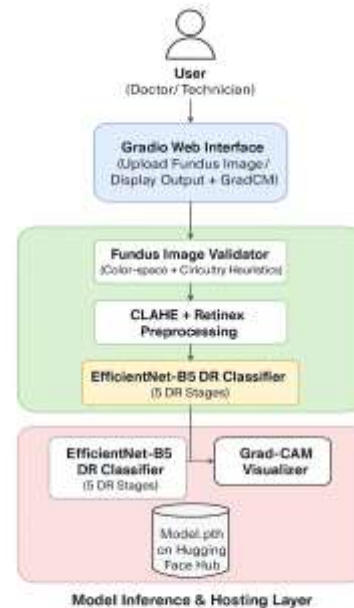 User
(Doctor/Technician)
Gradio Web Interface
(Upload Fundus Image/
Display Output + GradCM)
Fundus Image Validator
(Color-space + Ciricuitry Heuristics)
CLAHE + Retinex
Preprocessing
EfficientNet-B5 DR Classifier
(5 DR Stages)
EfficientNet-B5
DR Classifier
(5 DR Stages)
Grad-CAM
Visualizer
Model.pth
on Hugging
Face Hub
Model Inference & Hosting Layer